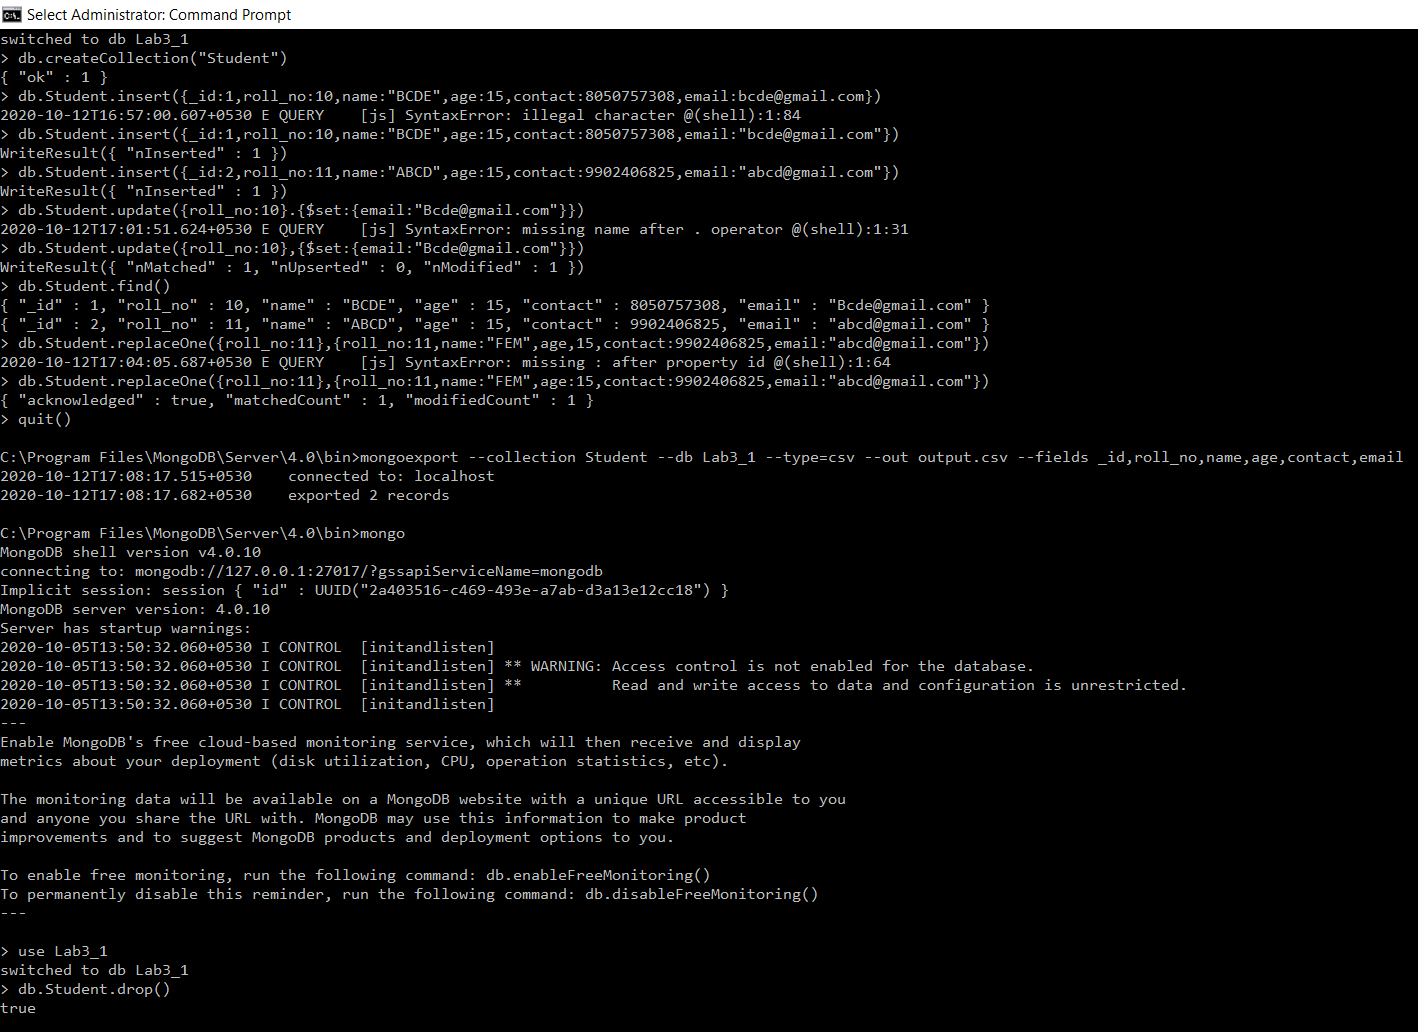 Select Administrator: Command Prompt
switched to db Lab3_1
> db.createCollection("Student")
{ "ok" : 1 }
> db.Student.insert({_id:1,roll_no:10,name:"BCDE",age:15,contact:8050757308,email:bcde@gmail.com})
2020-10-12T16:57:00.607+0530 E QUERY    [js] SyntaxError: illegal character @(shell):1:84
> db.Student.insert({_id:1,roll_no:10,name:"BCDE",age:15,contact:8050757308,email:"bcde@gmail.com"})
WriteResult({ "nInserted" : 1 })
> db.Student.insert({_id:2,roll_no:11,name:"ABCD",age:15,contact:9902406825,email:"abcd@gmail.com"})
WriteResult({ "nInserted" : 1 })
> db.Student.update({roll_no:10}.{$set:{email:"Bcde@gmail.com"}})
2020-10-12T17:01:51.624+0530 E QUERY    [js] SyntaxError: missing name after . operator @(shell):1:31
> db.Student.update({roll_no:10},{$set:{email:"Bcde@gmail.com"}})
WriteResult({ "nMatched" : 1, "nUpserted" : 0, "nModified" : 1 })
> db.Student.find()
{ "_id" : 1, "roll_no" : 10, "name" : "BCDE", "age" : 15, "contact" : 8050757308, "email" : "Bcde@gmail.com" }
{ "_id" : 2, "roll_no" : 11, "name" : "ABCD", "age" : 15, "contact" : 9902406825, "email" : "abcd@gmail.com" }
> db.Student.replaceOne({roll_no:11},{roll_no:11,name:"FEM",age,15,contact:9902406825,email:"abcd@gmail.com"})
2020-10-12T17:04:05.687+0530 E QUERY    [js] SyntaxError: missing : after property id @(shell):1:64
> db.Student.replaceOne({roll_no:11},{roll_no:11,name:"FEM",age:15,contact:9902406825,email:"abcd@gmail.com"})
{ "acknowledged" : true, "matchedCount" : 1, "modifiedCount" : 1 }
> quit()
C:\Program Files\MongoDB\Server\4.0\bin>mongoexport --collection Student --db Lab3_1 --type=csv --out output.csv --fields _id,roll_no,name,age,contact,email
2020-10-12T17:08:17.515+0530    connected to: localhost
2020-10-12T17:08:17.682+0530    exported 2 records
C:\Program Files\MongoDB\Server\4.0\bin>mongo
MongoDB shell version v4.0.10
connecting to: mongodb://127.0.0.1:27017/?gssapiServiceName=mongodb
Implicit session: session { "id" : UUID("2a403516-c469-493e-a7ab-d3a13e12cc18") }
MongoDB server version: 4.0.10
Server has startup warnings:
2020-10-05T13:50:32.060+0530 I CONTROL  [initandlisten]
2020-10-05T13:50:32.060+0530 I CONTROL  [initandlisten] ** WARNING: Access control is not enabled for the database.
2020-10-05T13:50:32.060+0530 I CONTROL  [initandlisten] **          Read and write access to data and configuration is unrestricted.
2020-10-05T13:50:32.060+0530 I CONTROL  [initandlisten]
---
Enable MongoDB's free cloud-based monitoring service, which will then receive and display
metrics about your deployment (disk utilization, CPU, operation statistics, etc).
The monitoring data will be available on a MongoDB website with a unique URL accessible to you
and anyone you share the URL with. MongoDB may use this information to make product
improvements and to suggest MongoDB products and deployment options to you.
To enable free monitoring, run the following command: db.enableFreeMonitoring()
To permanently disable this reminder, run the following command: db.disableFreeMonitoring()
---
> use Lab3_1
switched to db Lab3_1
> db.Student.drop()
true